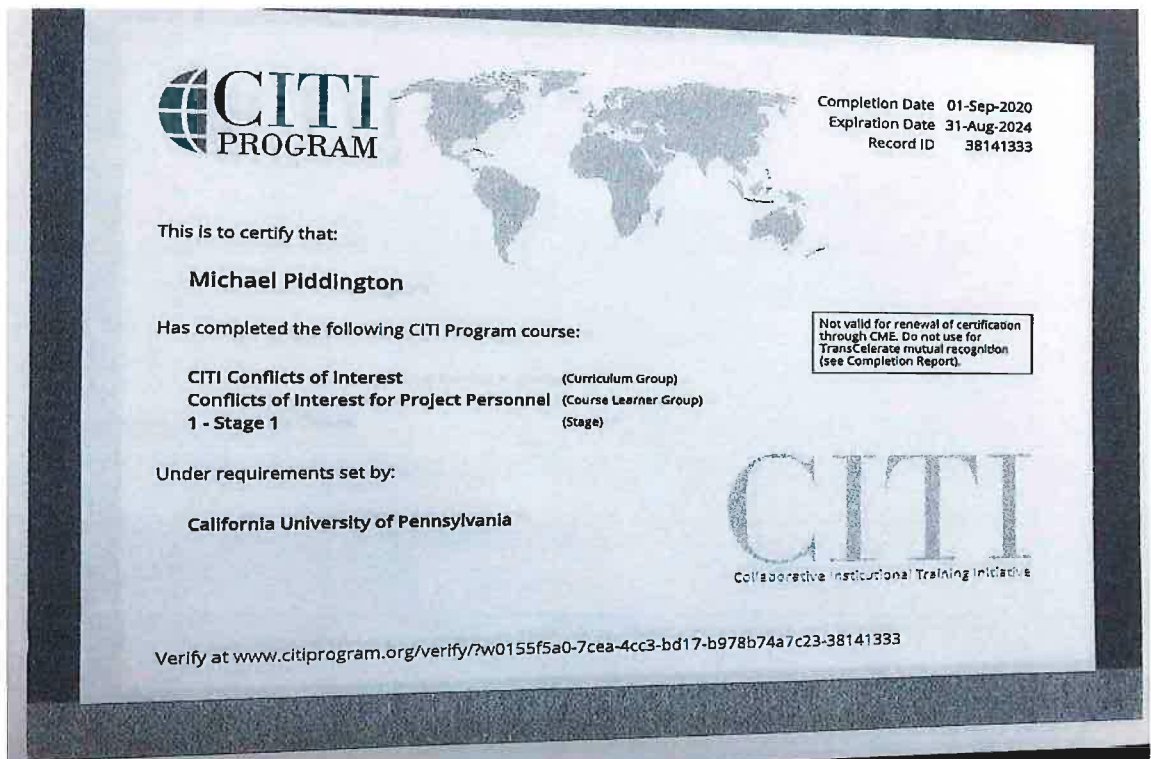 CITI
PROGRAM
Completion Date 01-Sep-2020
Expiration Date 31-Aug-2024
Record ID 38141333
This is to certify that:
Michael Piddington
Has completed the following CITI Program course:
Not valid for renewal of certification
through CME. Do not use for
TransCelerate mutual recognition
(see Completion Report).
CITI Conflicts of Interest (Curriculum Group)
Conflicts of Interest for Project Personnel (Course Learner Group)
1 - Stage 1 (Stage)
Under requirements set by:
California University of Pennsylvania
CITI
Collaborative Institutional Training Initiative
Verify at www.citiprogram.org/verify/?w0155f5a0-7cea-4cc3-bd17-b978b74a7c23-38141333